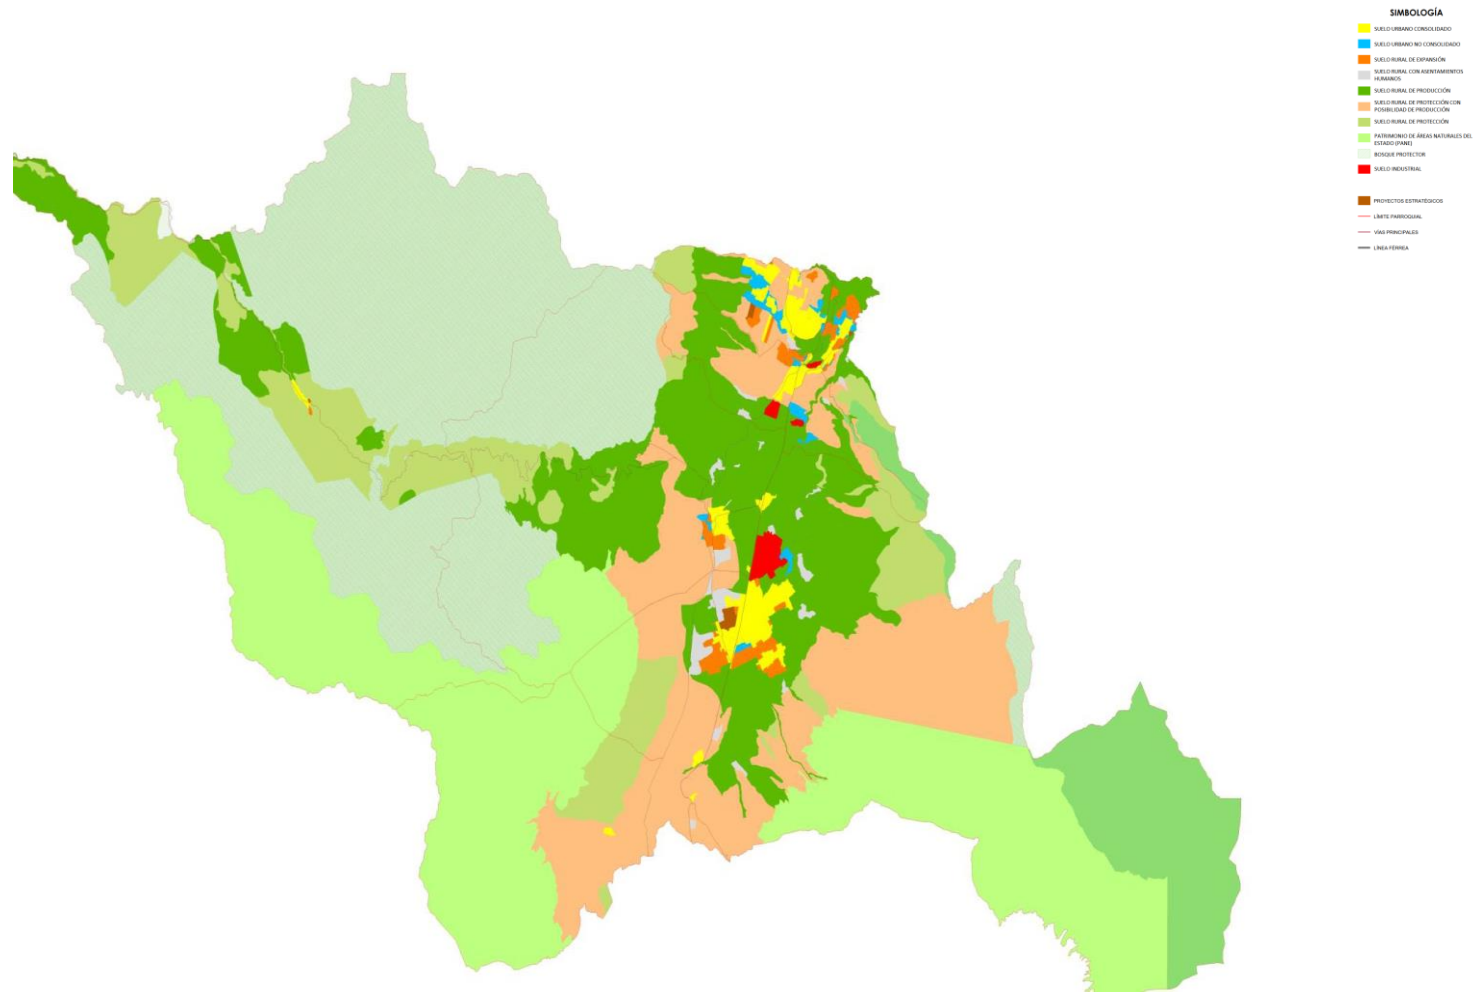 SIMBOLOGÍA
SUELO URBANO CONSOLIDADO
SUELO URBANO NO CONSOLIDADO
SUELO RURAL DE EXPANSIÓN
SUELO RURAL CON ASENTAMIENTOS
HUMANOS
SUELO RURAL DE PRODUCCIÓN
SUELO RURAL DE PROTECCIÓN CON
POSIBILIDAD DE PRODUCCIÓN
SUELO RURAL DE PROTECCIÓN
PATRIMONIO DE ÁREAS NATURALES DEL
ESTADO (PANE)
BOSQUE PROTECTOR
SUELO INDUSTRIAL
PROYECTOS ESTRATÉGICOS
LÍMITE PARROQUIAL
VÍAS PRINCIPALES
LÍNEA FÉRREA